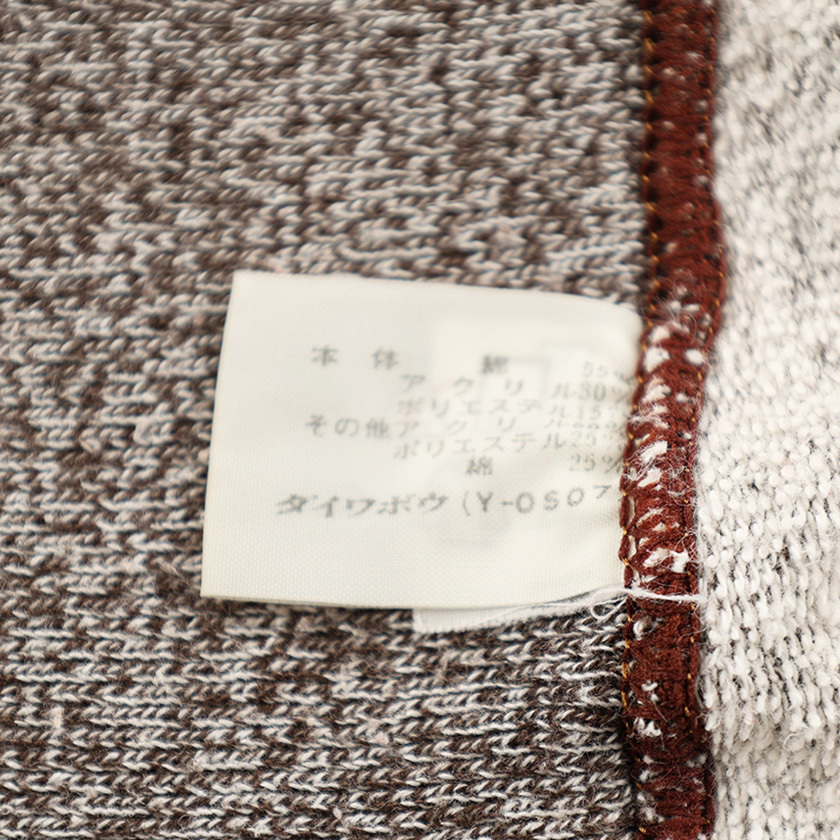 本体 綿 55%
アクリル30%
ポリエステル15%
その他アクリル
ポリエステル25%
綿 25%
ダイワボウ (Y-0507